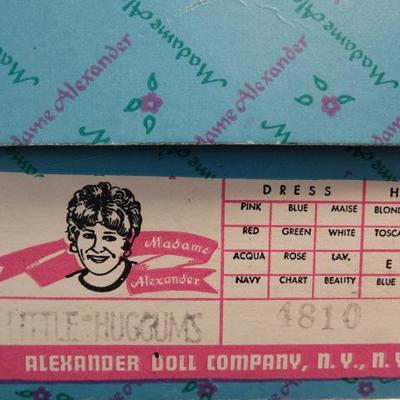 Madame Alexander
Madame Alexander
Madame Alexander
Madame
Alexander
DRESS H
PINK BLUE MAISE BLOND
RED GREEN WHITE TOSCA
ACQUA ROSE LAV. E
NAVY CHART BEAUTY BLUE
LITTLE HUGGUMS 4810
ALEXANDER DOLL COMPANY, N.Y., N.Y